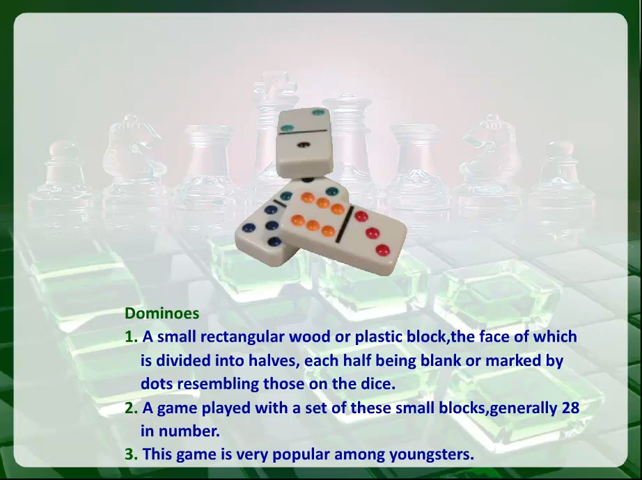 Dominoes
1. A small rectangular wood or plastic block,the face of which
is divided into halves, each half being blank or marked by
dots resembling those on the dice.
2. A game played with a set of these small blocks,generally 28
in number.
3. This game is very popular among youngsters.